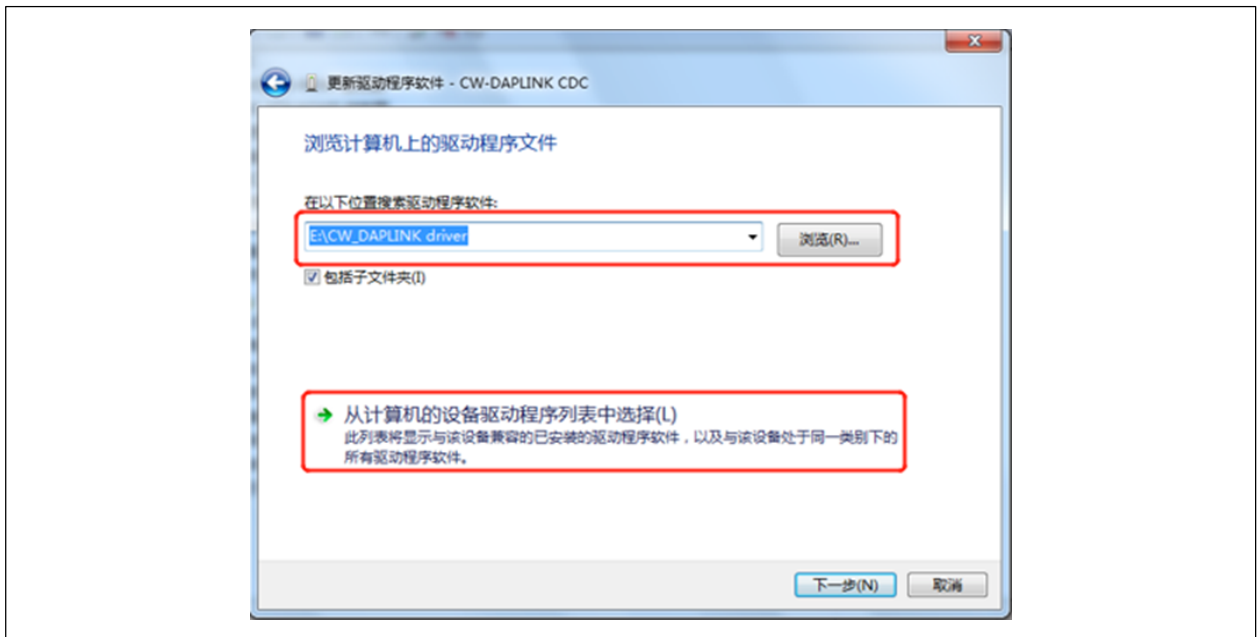 更新驱动程序软件 - CW-DAPLINK CDC
浏览计算机上的驱动程序文件
在以下位置搜索驱动程序软件:
E:\CW_DAPLINK driver
浏览(R)...
包括子文件夹(I)
从计算机的设备驱动程序列表中选择(L)
此列表将显示与该设备兼容的已安装的驱动程序软件，以及与该设备处于同一类别下的
所有驱动程序软件。
下一步(N)
取消